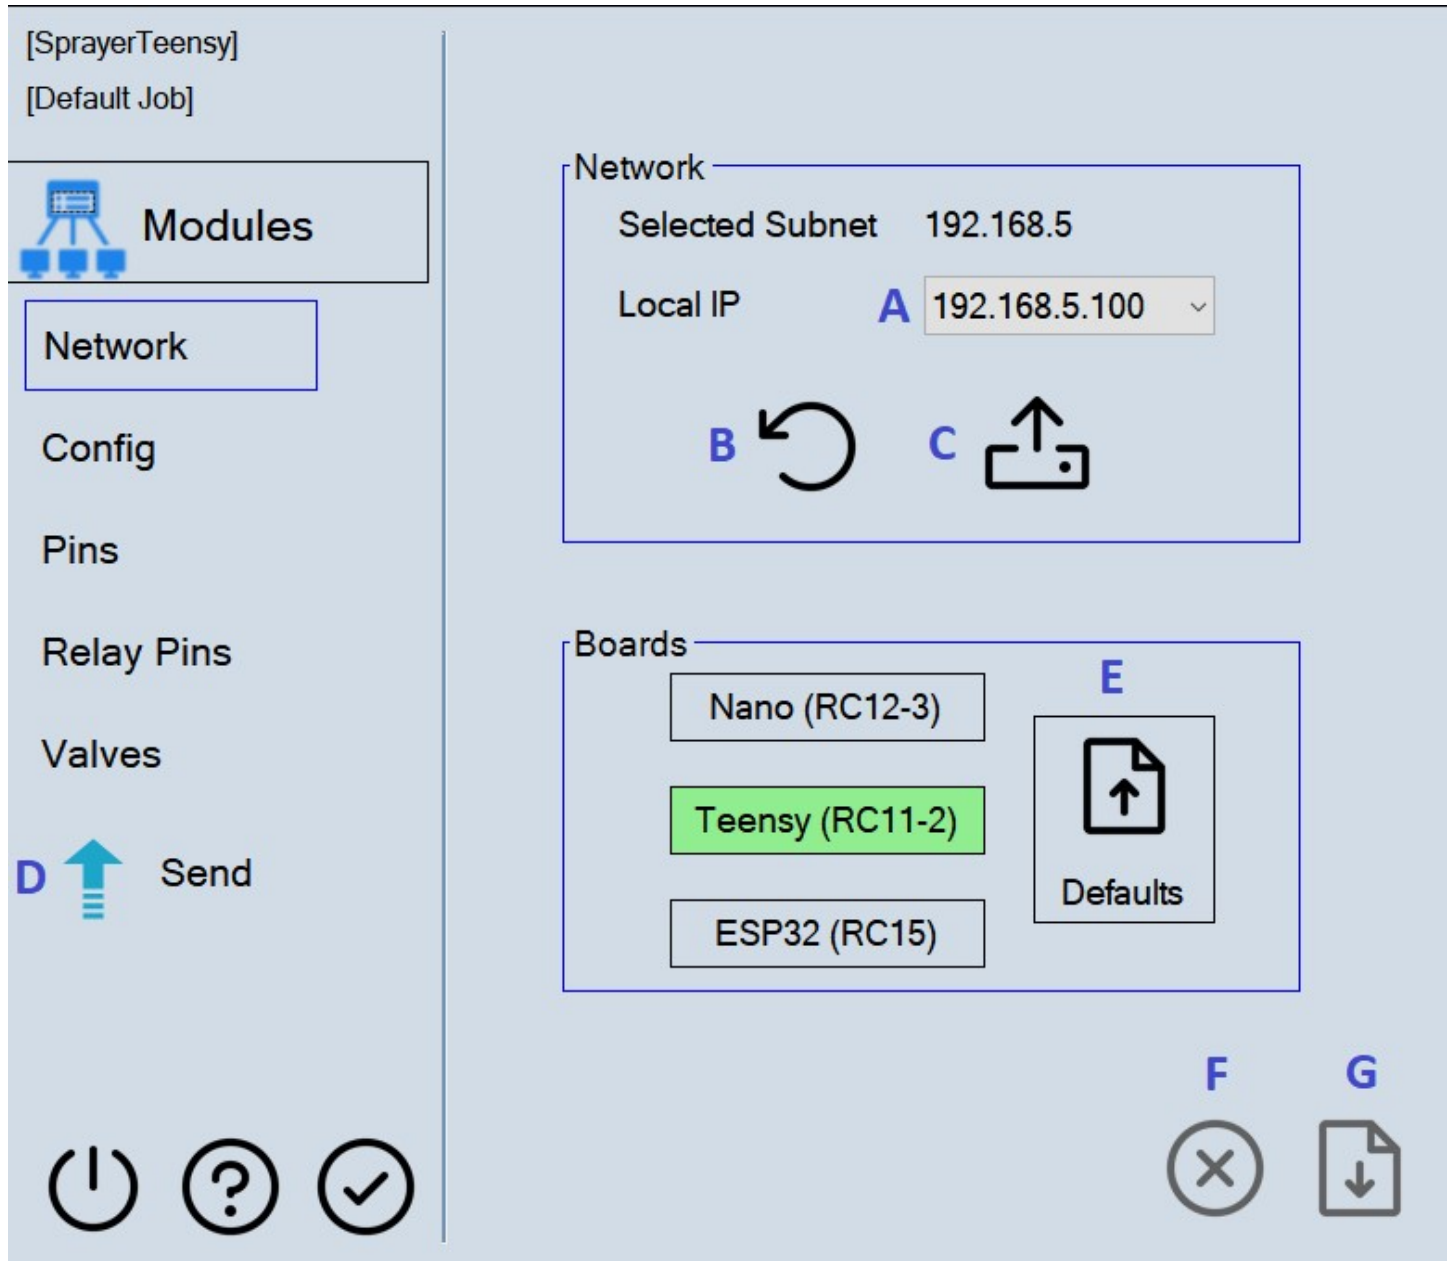 [SprayerTeensy]
[Default Job]
Modules
Network
Config
Pins
Relay Pins
Valves
D Send
Network
Selected Subnet 192.168.5
Local IP A 192.168.5.100
B C
Boards
E
Nano (RC12-3)
Teensy (RC11-2)
Defaults
ESP32 (RC15)
F G